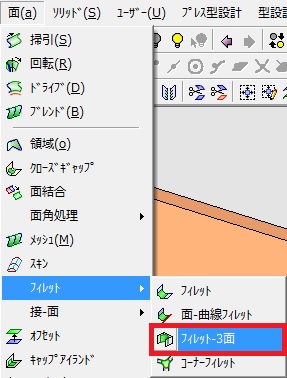 面(a) ｿﾘｯﾄﾞ(S) ﾕｰｻﾞｰ(U) ﾌﾟﾚｽ型設計 型設
掃引(S)
回転(R)
ﾄﾞﾗｲﾌﾞ(D)
ﾌﾞﾚﾝﾄﾞ(B)
領域(o)
ｸﾛｰｽﾞｷﾞｬｯﾌﾟ
面結合
面角処理
ﾒｯｼｭ(M)
ｽｷﾝ
ﾌｨﾚｯﾄ
接-面
ｵﾌｾｯﾄ
ｷｬｯﾌﾟｱｲﾗﾝﾄﾞ
ﾌｨﾚｯﾄ
面-曲線ﾌｨﾚｯﾄ
ﾌｨﾚｯﾄ-3面
ｺｰﾅｰﾌｨﾚｯﾄ